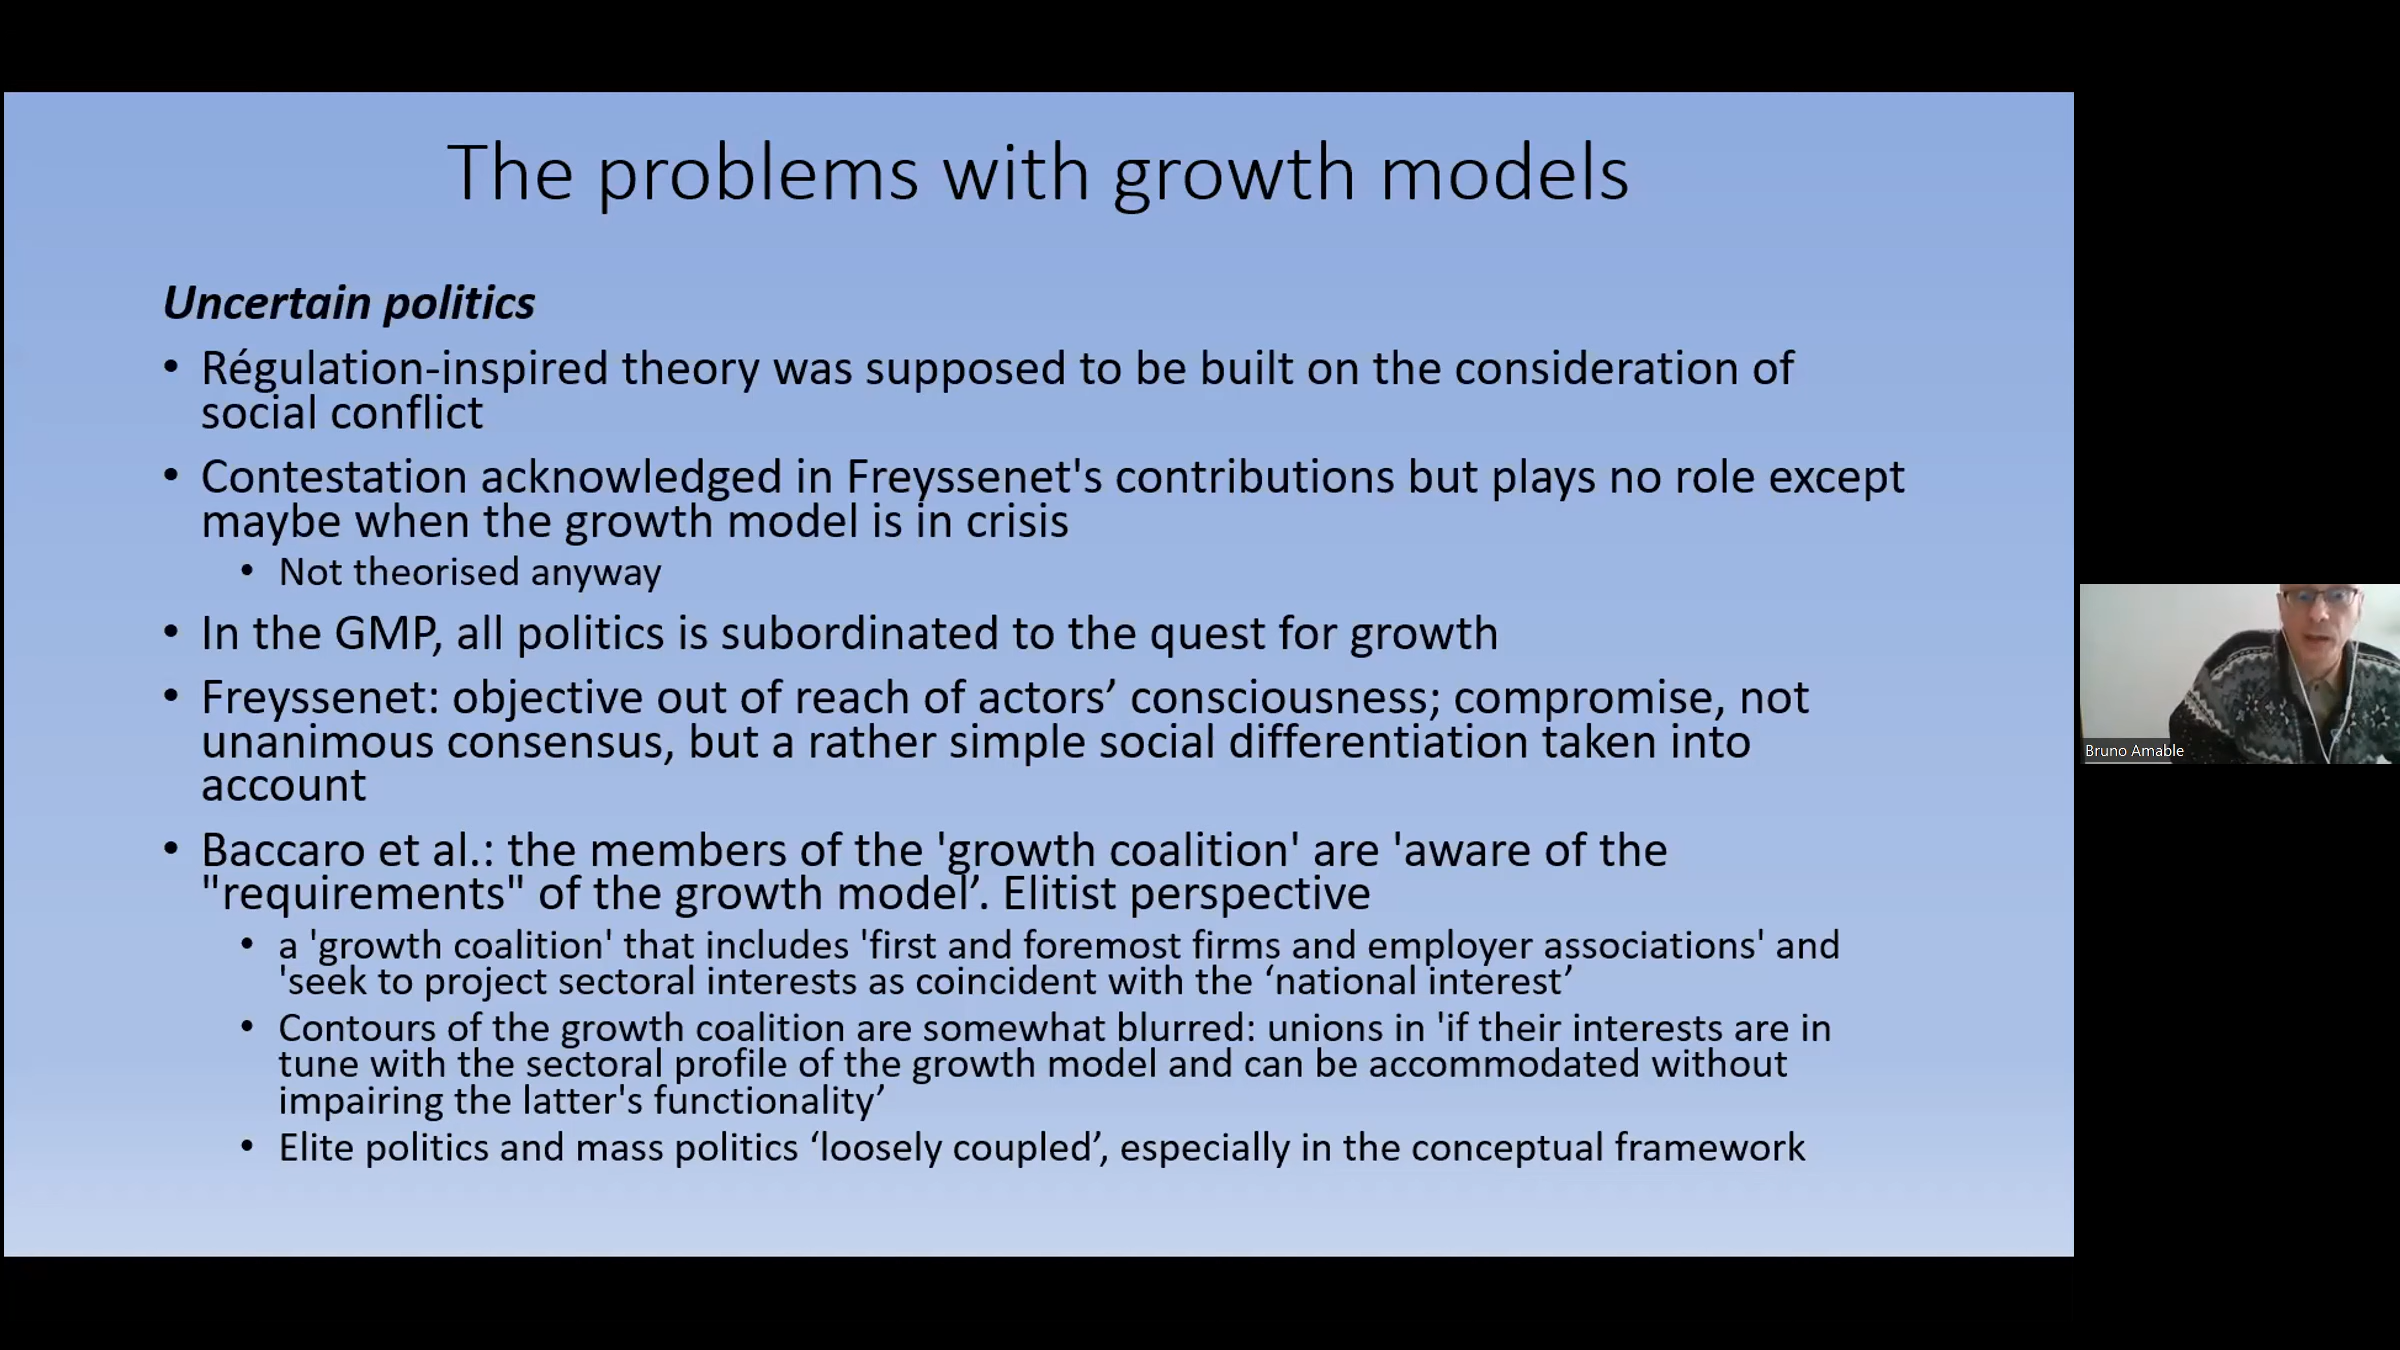 The problems with growth models
Uncertain politics
• Régulation-inspired theory was supposed to be built on the consideration of
social conflict
• Contestation acknowledged in Freyssenet's contributions but plays no role except
maybe when the growth model is in crisis
• Not theorised anyway
• In the GMP, all politics is subordinated to the quest for growth
• Freyssenet: objective out of reach of actors’ consciousness; compromise, not
unanimous consensus, but a rather simple social differentiation taken into
account
• Baccaro et al.: the members of the 'growth coalition' are 'aware of the
"requirements" of the growth model’. Elitist perspective
• a 'growth coalition' that includes 'first and foremost firms and employer associations' and
'seek to project sectoral interests as coincident with the ‘national interest’
• Contours of the growth coalition are somewhat blurred: unions in 'if their interests are in
tune with the sectoral profile of the growth model and can be accommodated without
impairing the latter's functionality’
• Elite politics and mass politics ‘loosely coupled’, especially in the conceptual framework
Bruno Amable